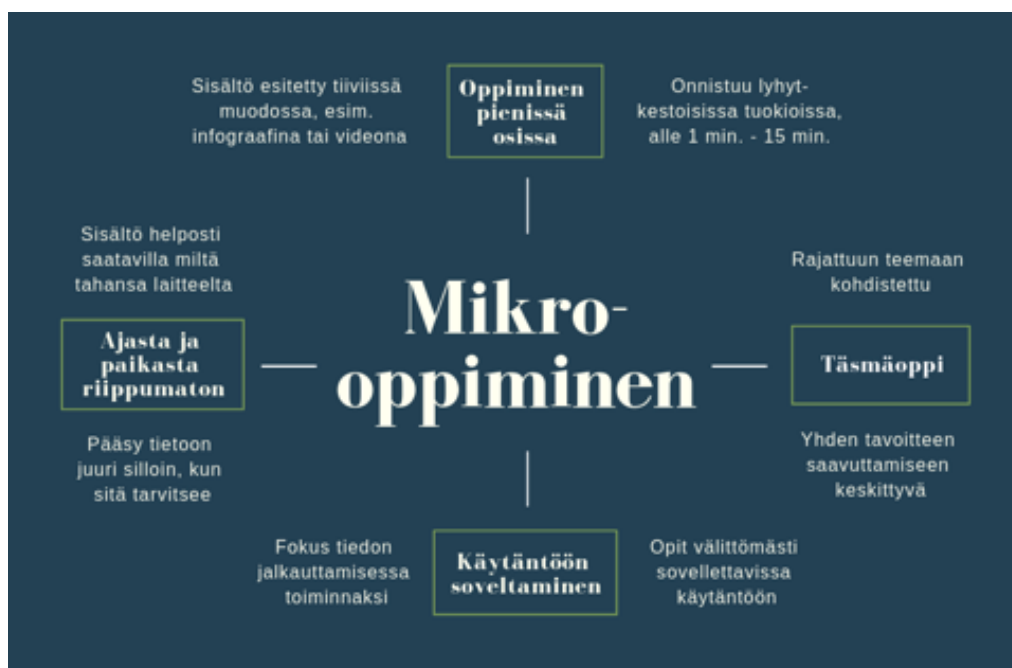 Sisältö esitetty tiiviissä
muodossa, esim.
infograafina tai videona
Oppiminen
pienissä
osissa
Onnistuu lyhyt-
kestoisissa tuokioissa,
alle 1 min. - 15 min.
Sisältö helposti
saatavilla miltä
tahansa laitteelta
Ajasta ja
paikasta
riippumaton
Pääsy tietoon
juuri silloin, kun
sitä tarvitsee
Mikro-
oppiminen
Rajattuun teemaan
kohdistettu
Täsmäoppi
Yhden tavoitteen
saavuttamiseen
keskittyvä
Fokus tiedon
jalkauttamisessa
toiminnaksi
Käytäntöön
soveltaminen
Opit välittömästi
sovellettavissa
käytäntöön